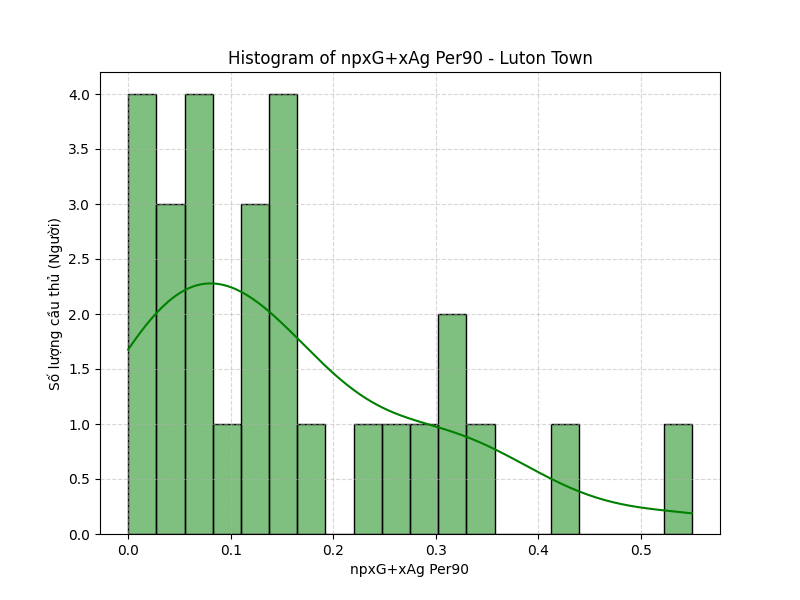 Histogram of npxG+xAg Per90 - Luton Town
4.0
3.5
3.0
2.5
2.0
1.5
1.0
0.5
0.0
Số lượng cầu thủ (Người)
0.0 0.1 0.2 0.3 0.4 0.5
npxG+xAg Per90